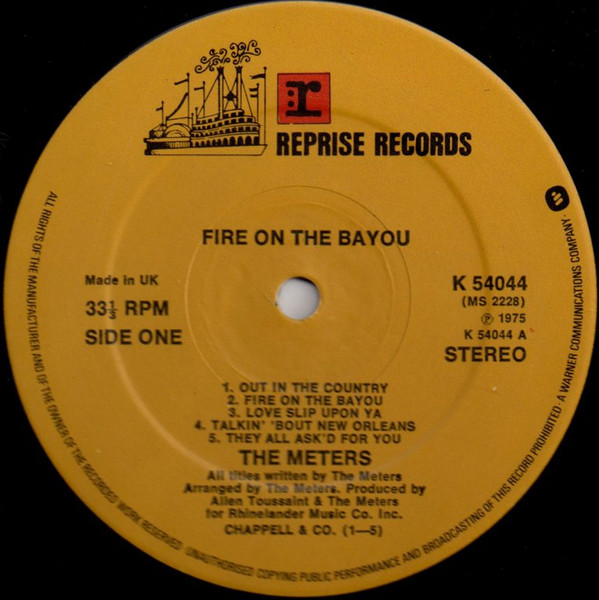 r
REPRISE RECORDS
FIRE ON THE BAYOU
Made in UK
33⅓ RPM
SIDE ONE
K 54044
(MS 2228)
℗ 1975
K 54044 A
STEREO
1. OUT IN THE COUNTRY
2. FIRE ON THE BAYOU
3. LOVE SLIP UPON YA
4. TALKIN' 'BOUT NEW ORLEANS
5. THEY ALL ASK'D FOR YOU
THE METERS
All titles written by The Meters
Arranged by The Meters. Produced by
Allen Toussaint & The Meters
for Rhinelander Music Co. Inc.
CHAPPELL & CO. (1—5)
ALL RIGHTS OF THE MANUFACTURER AND OF THE OWNER OF THE RECORDED WORK RESERVED UNAUTHORISED COPYING PUBLIC PERFORMANCE AND BROADCASTING OF THIS RECORD PROHIBITED · A WARNER COMMUNICATIONS COMPANY ·